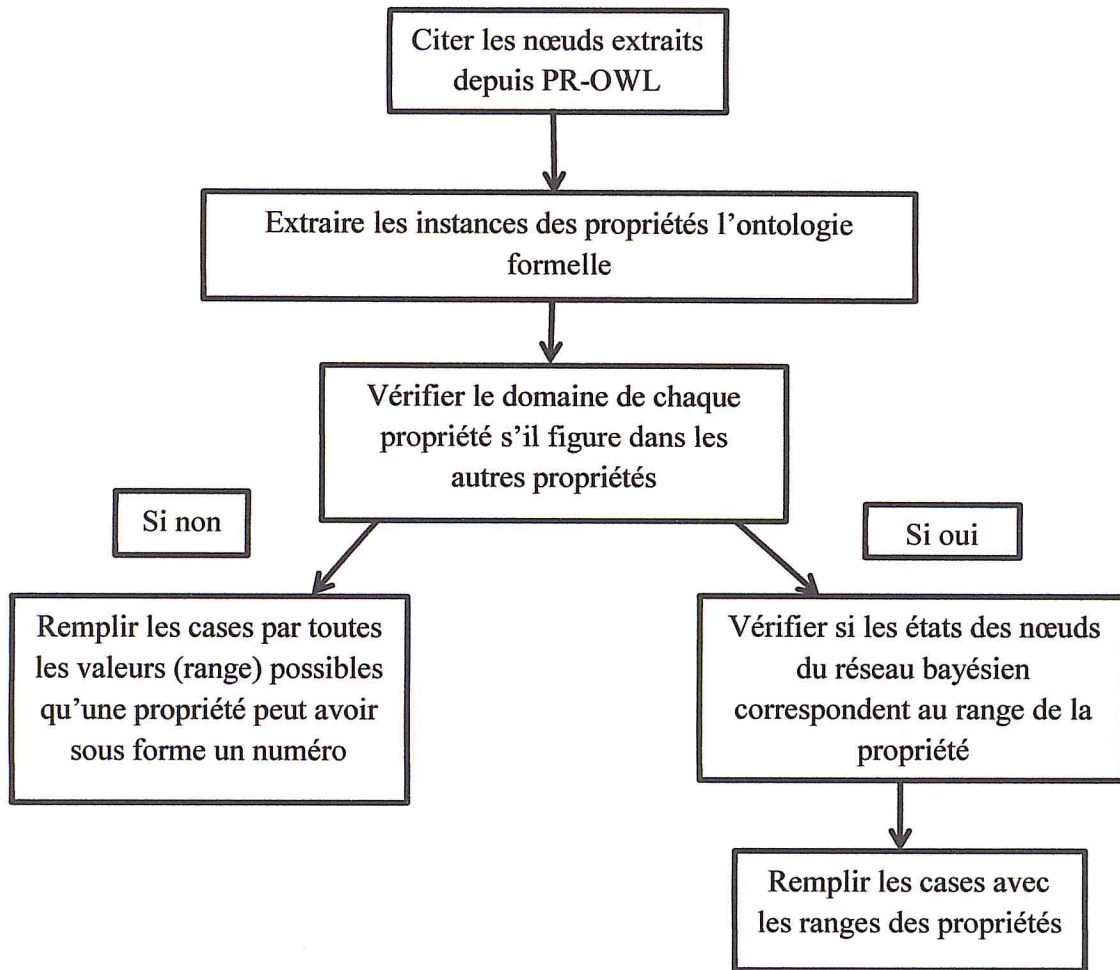 Citer les nœuds extraits
depuis PR-OWL
Extraire les instances des propriétés l’ontologie
formelle
Vérifier le domaine de chaque
propriété s’il figure dans les
autres propriétés
Si non
Si oui
Remplir les cases par toutes
les valeurs (range) possibles
qu’une propriété peut avoir
sous forme un numéro
Vérifier si les états des nœuds
du réseau bayésien
correspondent au range de la
propriété
Remplir les cases avec
les ranges des propriétés